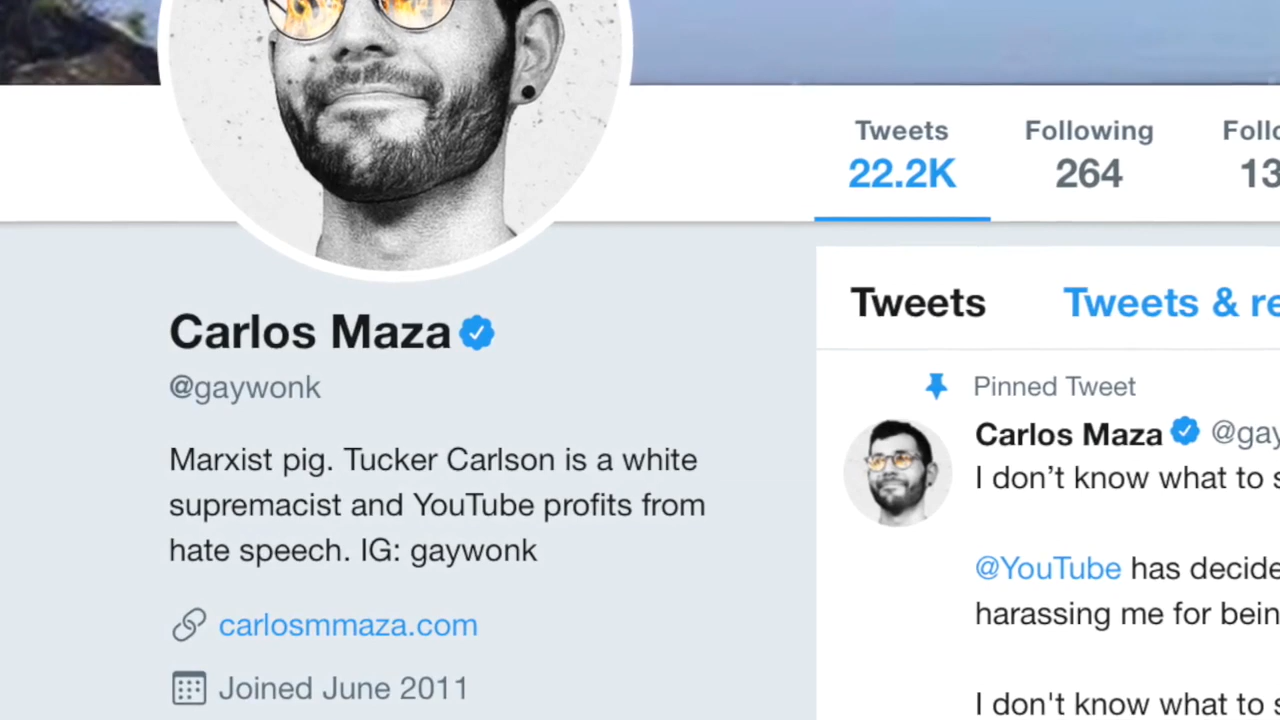 Tweets
22.2K
Following
264
13
Carlos Maza
@gaywonk
Marxist pig. Tucker Carlson is a white
supremacist and YouTube profits from
hate speech. IG: gaywonk
carlosmmaza.com
Joined June 2011
Tweets
Tweets &
Pinned Tweet
Carlos Maza
I don’t know what to
@YouTube has
harassing me for
I don't know what to